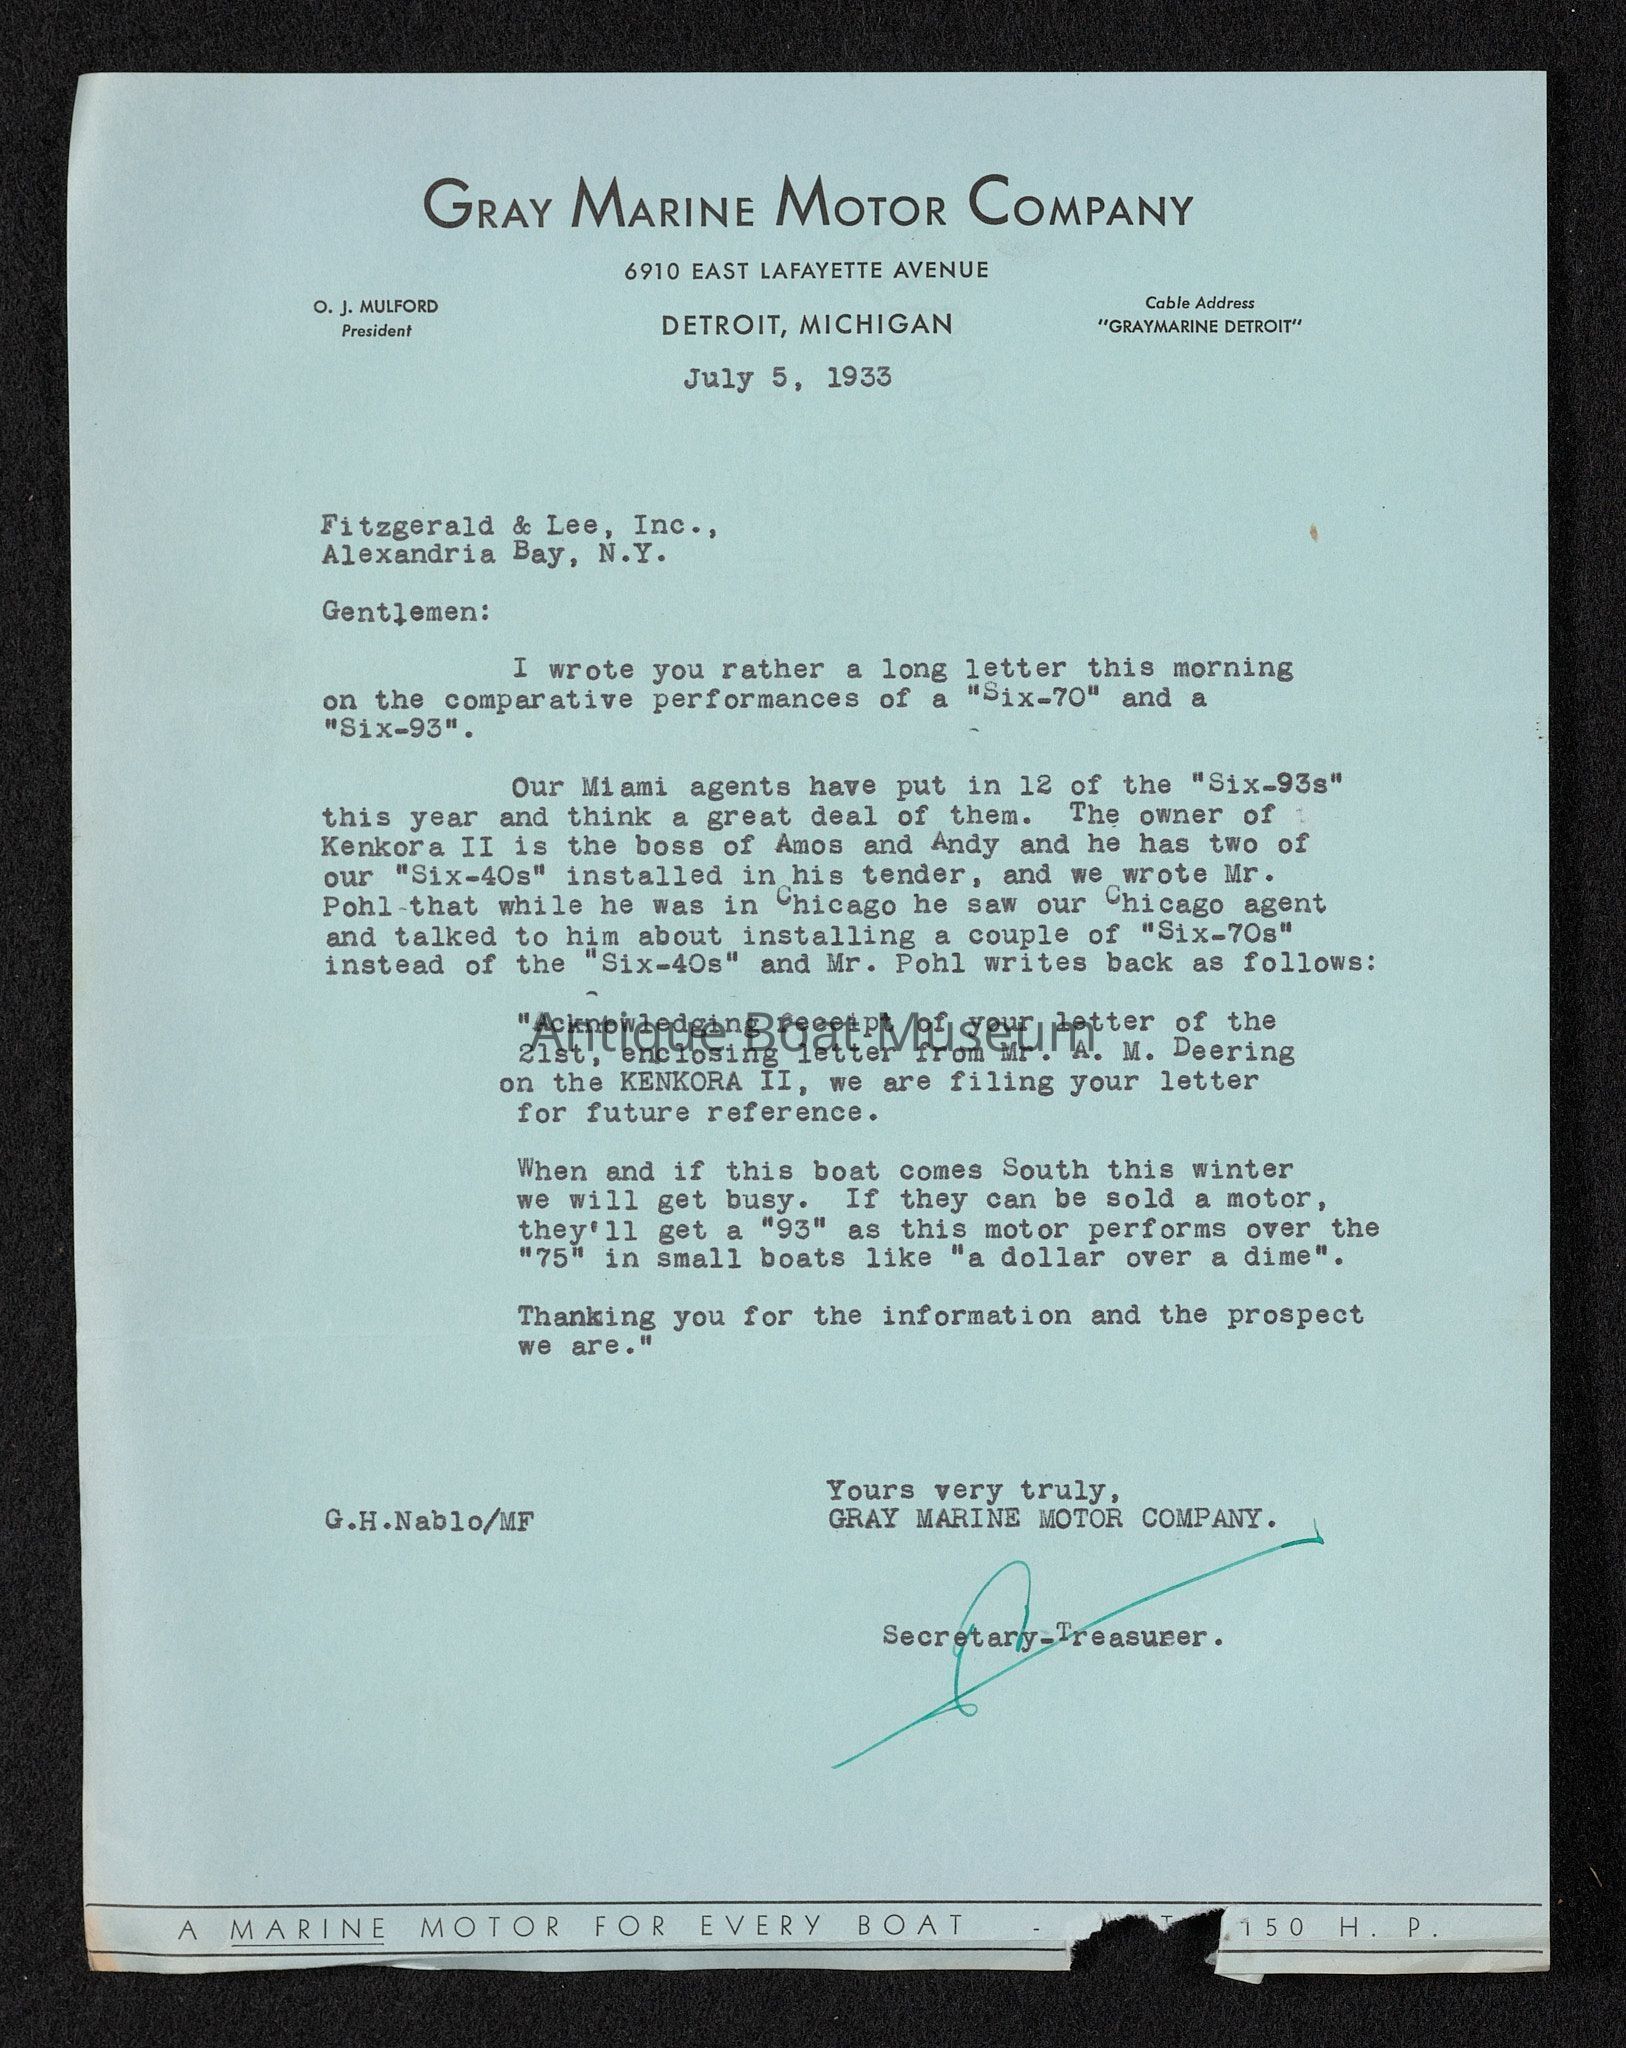 GRAY MARINE MOTOR COMPANY
6910 EAST LAFAYETTE AVENUE
O. J. MULFORD
President
DETROIT, MICHIGAN
Cable Address
"GRAYMARINE DETROIT"
July 5, 1933
Fitzgerald & Lee, Inc.,
Alexandria Bay, N.Y.
Gentlemen:
I wrote you rather a long letter this morning
on the comparative performances of a "Six-70" and a
"Six-93".
Our Miami agents have put in 12 of the "Six-93s"
this year and think a great deal of them. The owner of
Kenkora II is the boss of Amos and Andy and he has two of
our "Six-40s" installed in his tender, and we wrote Mr.
Pohl that while he was in Chicago he saw our Chicago agent
and talked to him about installing a couple of "Six-70s"
instead of the "Six-40s" and Mr. Pohl writes back as follows:
"Acknowledging receipt of your letter of the
Antique Boat Museum
21st, enclosing letter from Mr. A. M. Deering
on the KENKORA II, we are filing your letter
for future reference.
When and if this boat comes South this winter
we will get busy. If they can be sold a motor,
they'll get a "93" as this motor performs over the
"75" in small boats like "a dollar over a dime".
Thanking you for the information and the prospect
we are."
Yours very truly,
G.H.Nablo/MF
GRAY MARINE MOTOR COMPANY.
Secretary-Treasurer.
A MARINE MOTOR FOR EVERY BOAT - 150 H. P.